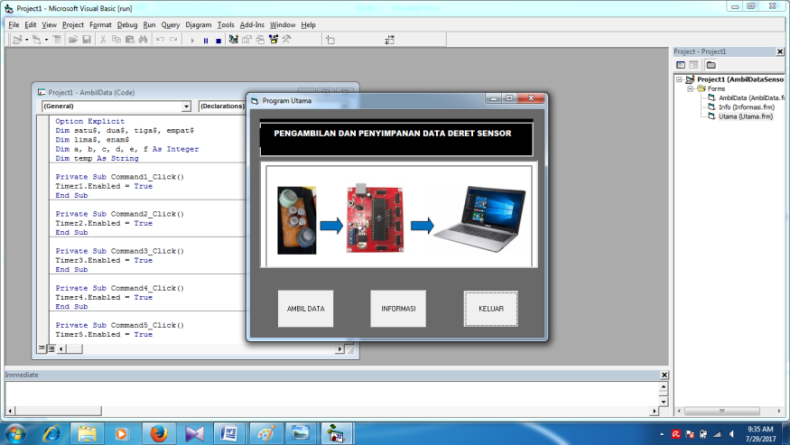 Project1 - Microsoft Visual Basic [run]
File Edit View Project Format Debug Run Query Diagram Tools Add-Ins Window Help
Project - Project1
Project1 (AmbilDataSenso
Forms
AmbilData (AmbilData.f
Info (Informasi.frm)
Utama (Utama.frm)
Project1 - AmbilData (Code)
(General)
(Declarations)
Option Explicit
Dim satu$, dua$, tiga$, empat$
Dim lima$, enam$
Dim a, b, c, d, e, f As Integer
Dim temp As String
Private Sub Command1_Click()
Timer1.Enabled = True
End Sub
Private Sub Command2_Click()
Timer2.Enabled = True
End Sub
Private Sub Command3_Click()
Timer3.Enabled = True
End Sub
Private Sub Command4_Click()
Timer4.Enabled = True
End Sub
Private Sub Command5_Click()
Timer5.Enabled = True
Program Utama
PENGAMBILAN DAN PENYIMPANAN DATA DERET SENSOR
AMBIL DATA
INFORMASI
KELUAR
Immediate
9:35 AM
7/29/2017